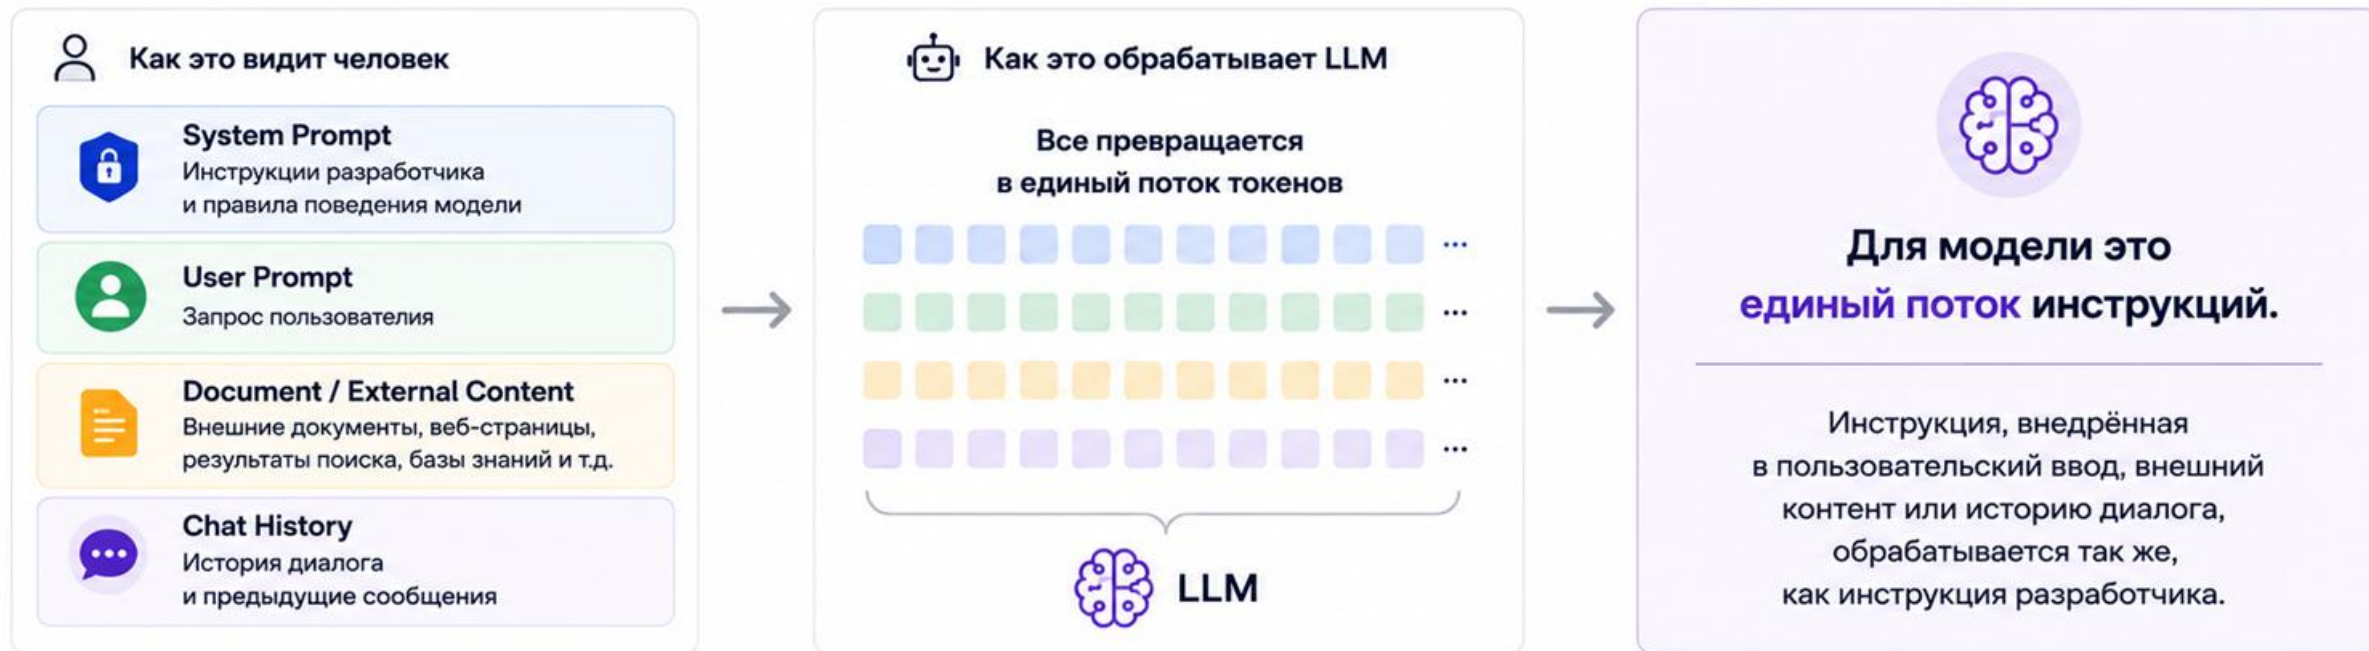 Как это видит человек
System Prompt
Инструкции разработчика
и правила поведения модели
User Prompt
Запрос пользователия
Document / External Content
Внешние документы, веб-страницы,
результаты поиска, базы знаний и т.д.
Chat History
История диалога
и предыдущие сообщения
Как это обрабатывает LLM
Все превращается
в единый поток токенов
...
...
...
...
LLM
Для модели это
единый поток инструкций.
Инструкция, внедрённая
в пользовательский ввод, внешний
контент или историю диалога,
обрабатывается так же,
как инструкция разработчика.